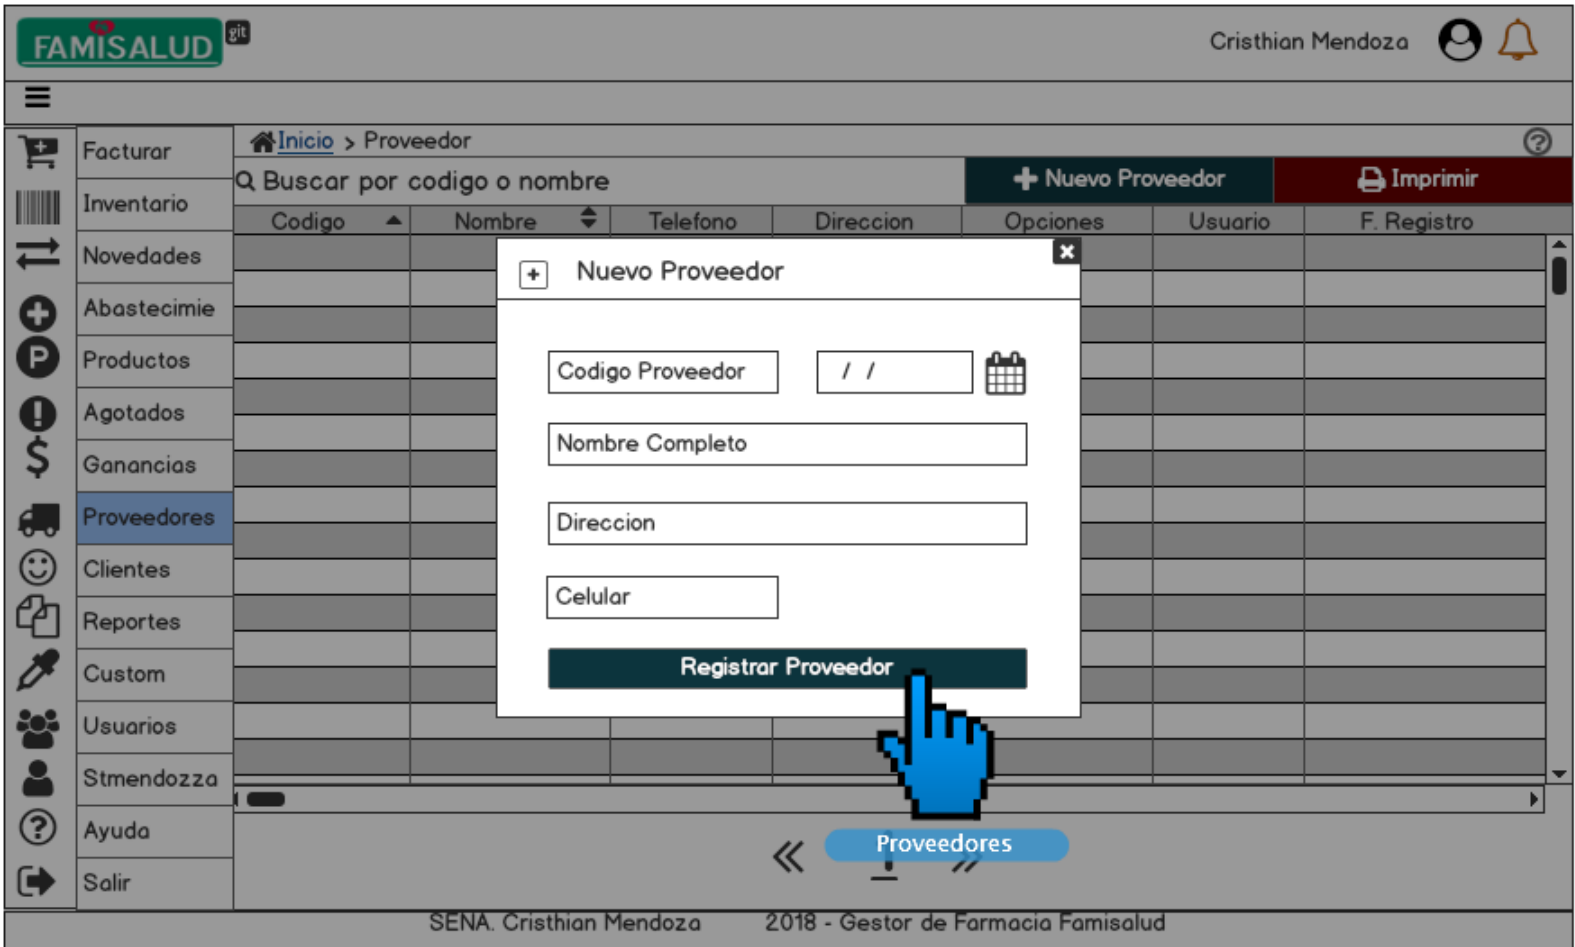 FAMISALUD
git
Cristhian Mendoza
Inicio > Proveedor
Buscar por codigo o nombre
Nuevo Proveedor
Imprimir
Codigo Nombre Telefono Direccion Opciones Usuario F. Registro
Facturar
Inventario
Novedades
Abastecimie
Productos
Agotados
Ganancias
Proveedores
Clientes
Reportes
Custom
Usuarios
Stmendozza
Ayuda
Salir
Nuevo Proveedor
Codigo Proveedor / /
Nombre Completo
Direccion
Celular
Registrar Proveedor
Proveedores
SENA. Cristhian Mendoza 2018 - Gestor de Farmacia Famisalud